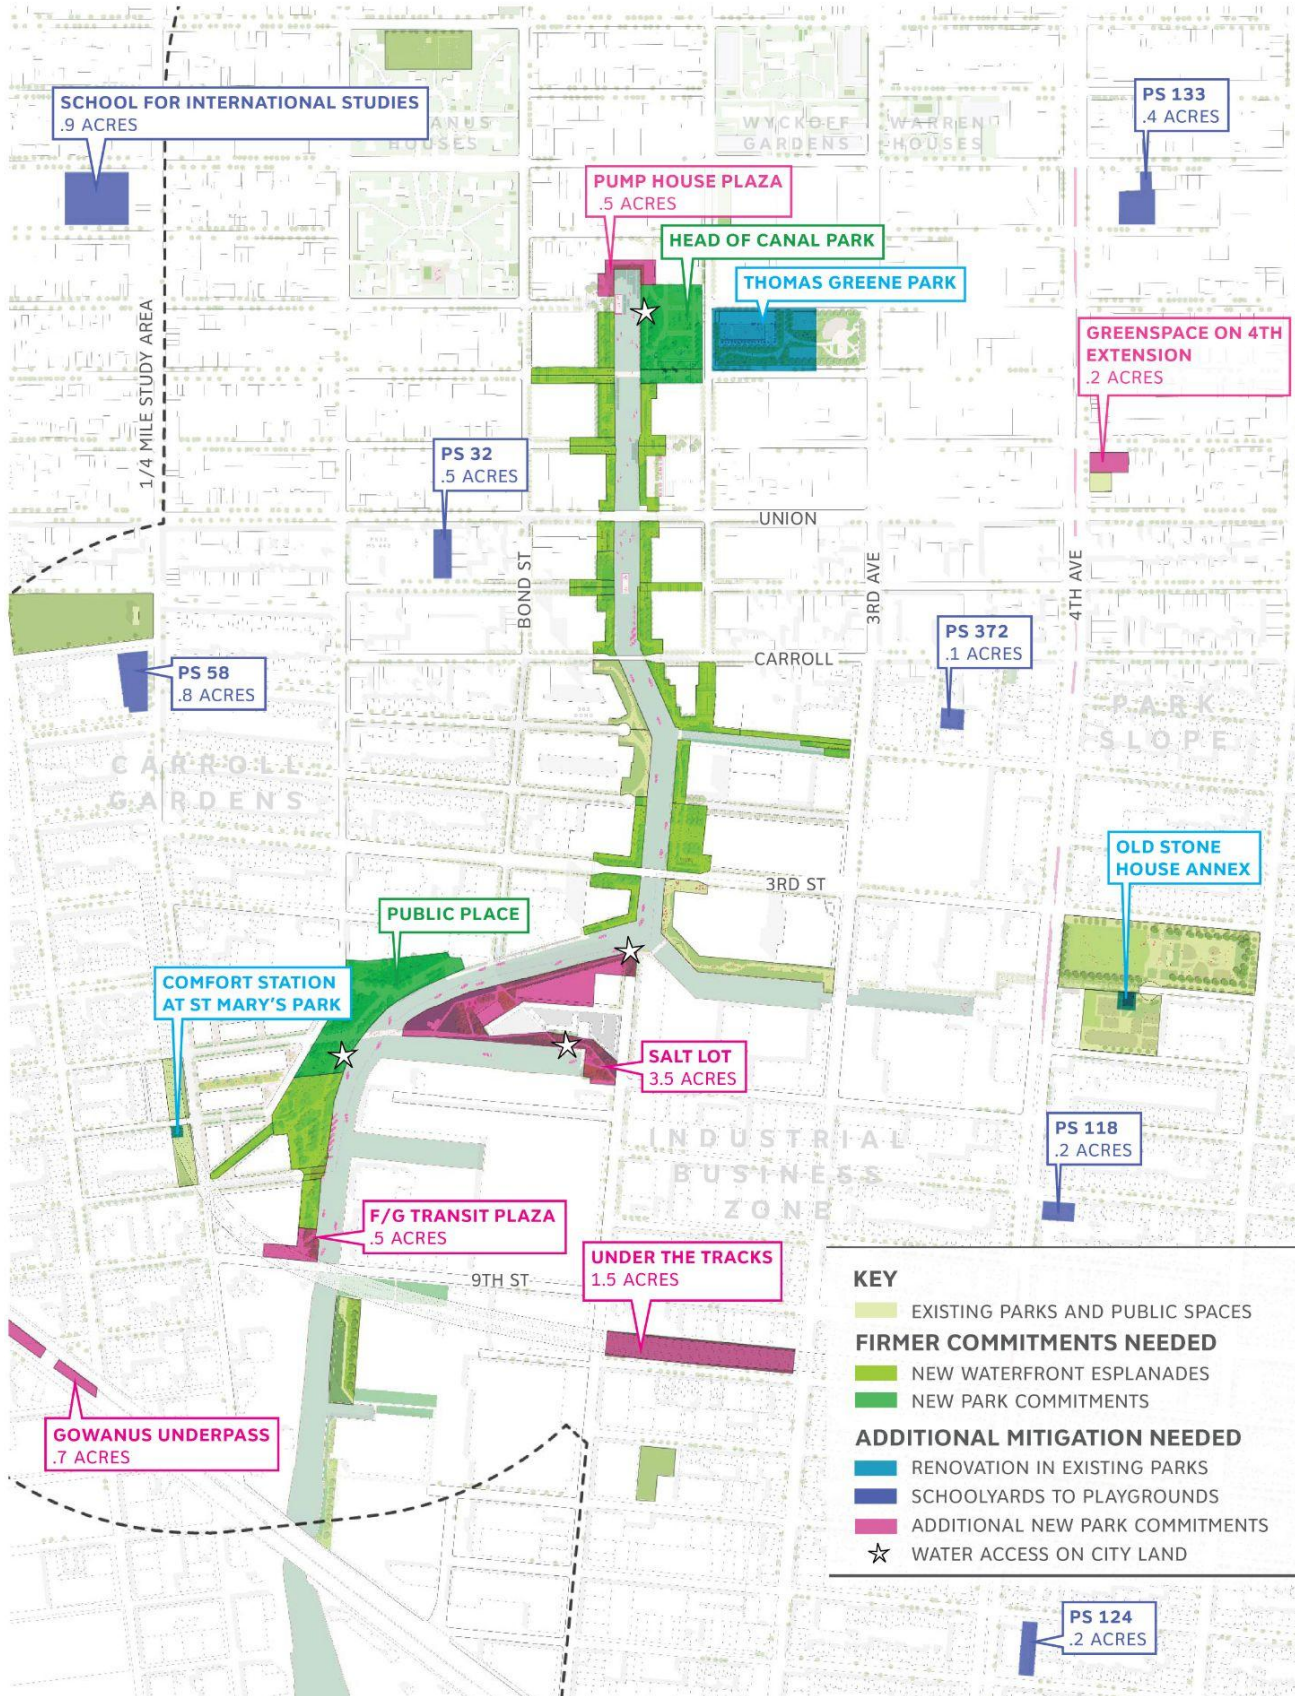 SCHOOL FOR INTERNATIONAL STUDIES
.9 ACRES
HOUSES
WYCKOFF
GARDENS
WARREN
HOUSES
PS 133
.4 ACRES
PUMP HOUSE PLAZA
.5 ACRES
HEAD OF CANAL PARK
THOMAS GREENE PARK
GREENSPACE ON 4TH
EXTENSION
.2 ACRES
1/4 MILE STUDY AREA
PS 32
.5 ACRES
UNION
BOND ST
3RD AVE
4TH AVE
PS 372
.1 ACRES
CARROLL
PS 58
.8 ACRES
PARK
SLOPE
CARROLL
GARDENS
OLD STONE
HOUSE ANNEX
3RD ST
PUBLIC PLACE
COMFORT STATION
AT ST MARY'S PARK
SALT LOT
3.5 ACRES
INDUSTRIAL
BUSINESS
ZONE
PS 118
.2 ACRES
F/G TRANSIT PLAZA
.5 ACRES
UNDER THE TRACKS
1.5 ACRES
9TH ST
GOWANUS UNDERPASS
.7 ACRES
KEY
EXISTING PARKS AND PUBLIC SPACES
FIRMER COMMITMENTS NEEDED
NEW WATERFRONT ESPLANADES
NEW PARK COMMITMENTS
ADDITIONAL MITIGATION NEEDED
RENOVATION IN EXISTING PARKS
SCHOOLYARDS TO PLAYGROUNDS
ADDITIONAL NEW PARK COMMITMENTS
WATER ACCESS ON CITY LAND
PS 124
.2 ACRES